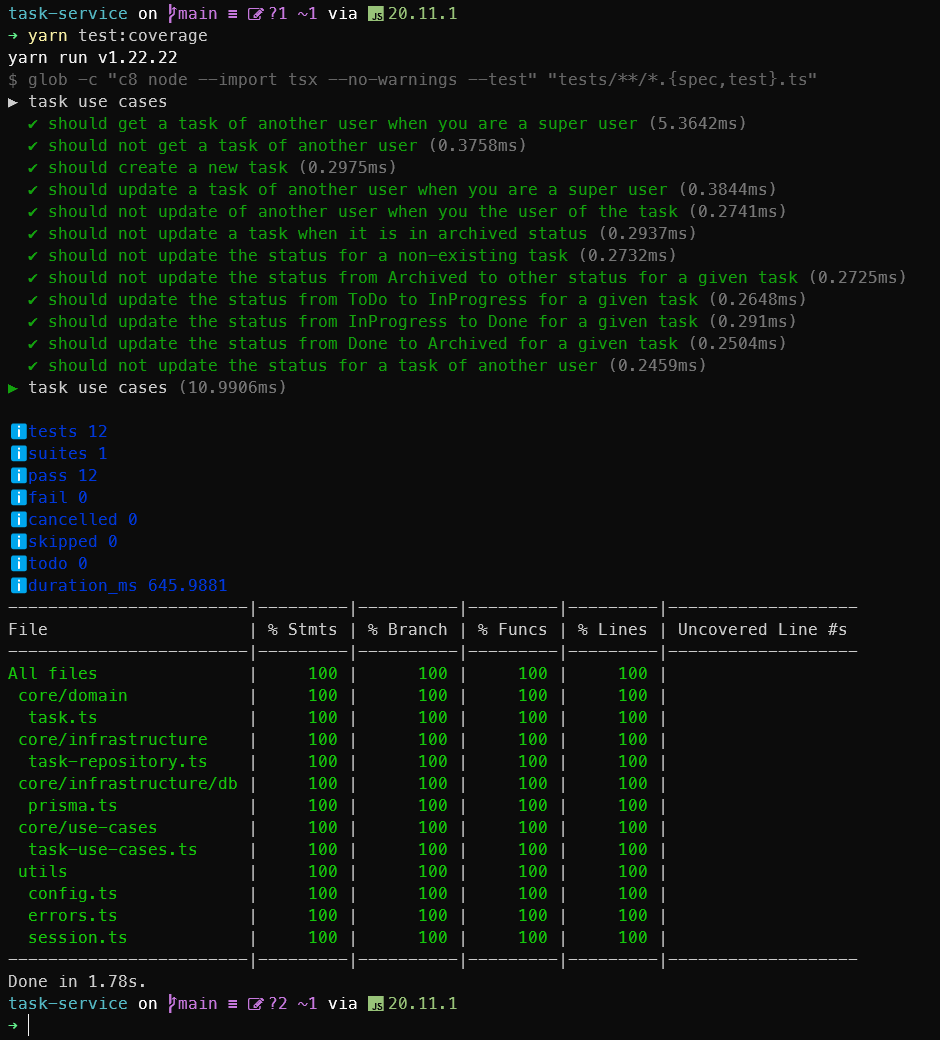 task-service on main ≡ ?1 ~1 via JS 20.11.1
➜ yarn test:coverage
yarn run v1.22.22
$ glob -c "c8 node --import tsx --no-warnings --test" "tests/**/*.{spec,test}.ts"
▶ task use cases
✔ should get a task of another user when you are a super user (5.3642ms)
✔ should not get a task of another user (0.3758ms)
✔ should create a new task (0.2975ms)
✔ should update a task of another user when you are a super user (0.3844ms)
✔ should not update of another user when you the user of the task (0.2741ms)
✔ should not update a task when it is in archived status (0.2937ms)
✔ should not update the status for a non-existing task (0.2732ms)
✔ should not update the status from Archived to other status for a given task (0.2725ms)
✔ should update the status from ToDo to InProgress for a given task (0.2648ms)
✔ should update the status from InProgress to Done for a given task (0.291ms)
✔ should update the status from Done to Archived for a given task (0.2504ms)
✔ should not update the status for a task of another user (0.2459ms)
▶ task use cases (10.9906ms)
ℹ tests 12
ℹ suites 1
ℹ pass 12
ℹ fail 0
ℹ cancelled 0
ℹ skipped 0
ℹ todo 0
ℹ duration_ms 645.9881
------------------------|---------|----------|---------|---------|-------------------
File                    | % Stmts | % Branch | % Funcs | % Lines | Uncovered Line #s
------------------------|---------|----------|---------|---------|-------------------
All files               |     100 |      100 |     100 |     100 |
 core/domain            |     100 |      100 |     100 |     100 |
  task.ts               |     100 |      100 |     100 |     100 |
 core/infrastructure    |     100 |      100 |     100 |     100 |
  task-repository.ts    |     100 |      100 |     100 |     100 |
 core/infrastructure/db |     100 |      100 |     100 |     100 |
  prisma.ts             |     100 |      100 |     100 |     100 |
 core/use-cases         |     100 |      100 |     100 |     100 |
  task-use-cases.ts     |     100 |      100 |     100 |     100 |
 utils                  |     100 |      100 |     100 |     100 |
  config.ts             |     100 |      100 |     100 |     100 |
  errors.ts             |     100 |      100 |     100 |     100 |
  session.ts            |     100 |      100 |     100 |     100 |
------------------------|---------|----------|---------|---------|-------------------
Done in 1.78s.
task-service on main ≡ ?2 ~1 via JS 20.11.1
➜